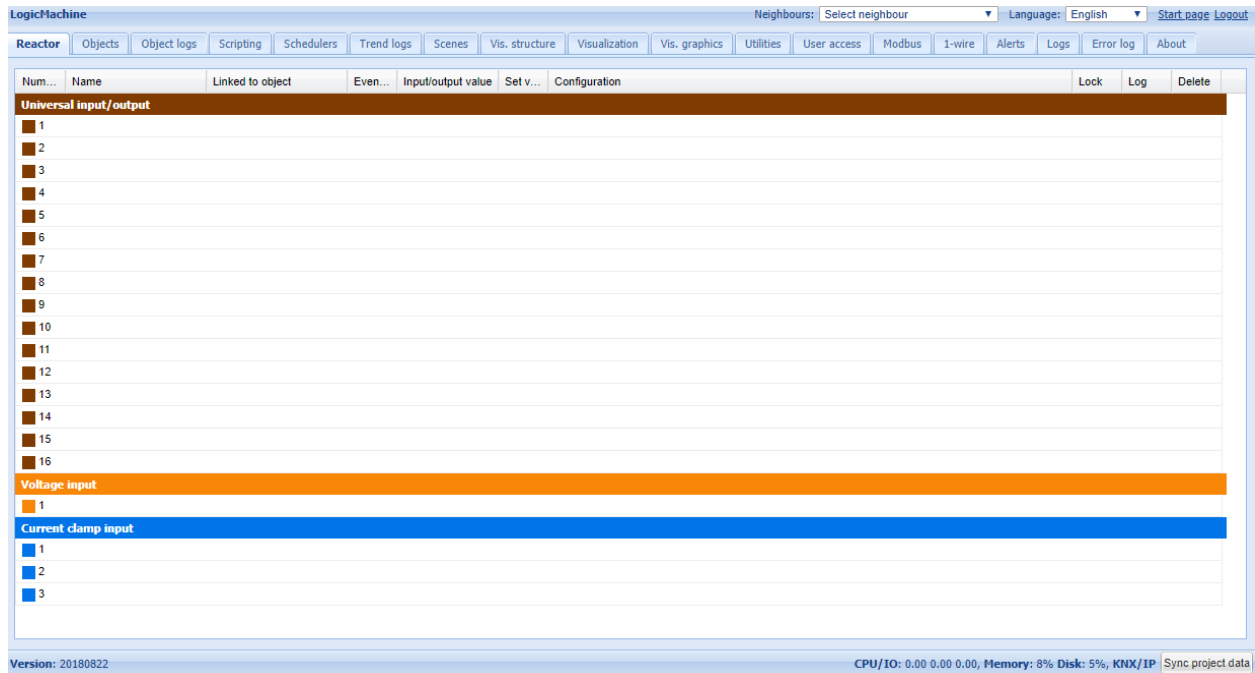 LogicMachine Neighbours: Select neighbour Language: English Start page Logout
Reactor Objects Object logs Scripting Schedulers Trend logs Scenes Vis. structure Visualization Vis. graphics Utilities User access Modbus 1-wire Alerts Logs Error log About
Num... Name Linked to object Even... Input/output value Set v... Configuration Lock Log Delete
Universal input/output
1
2
3
4
5
6
7
8
9
10
11
12
13
14
15
16
Voltage input
1
Current clamp input
1
2
3
Version: 20180822 CPU/IO: 0.00 0.00 0.00, Memory: 8% Disk: 5%, KNX/IP Sync project data